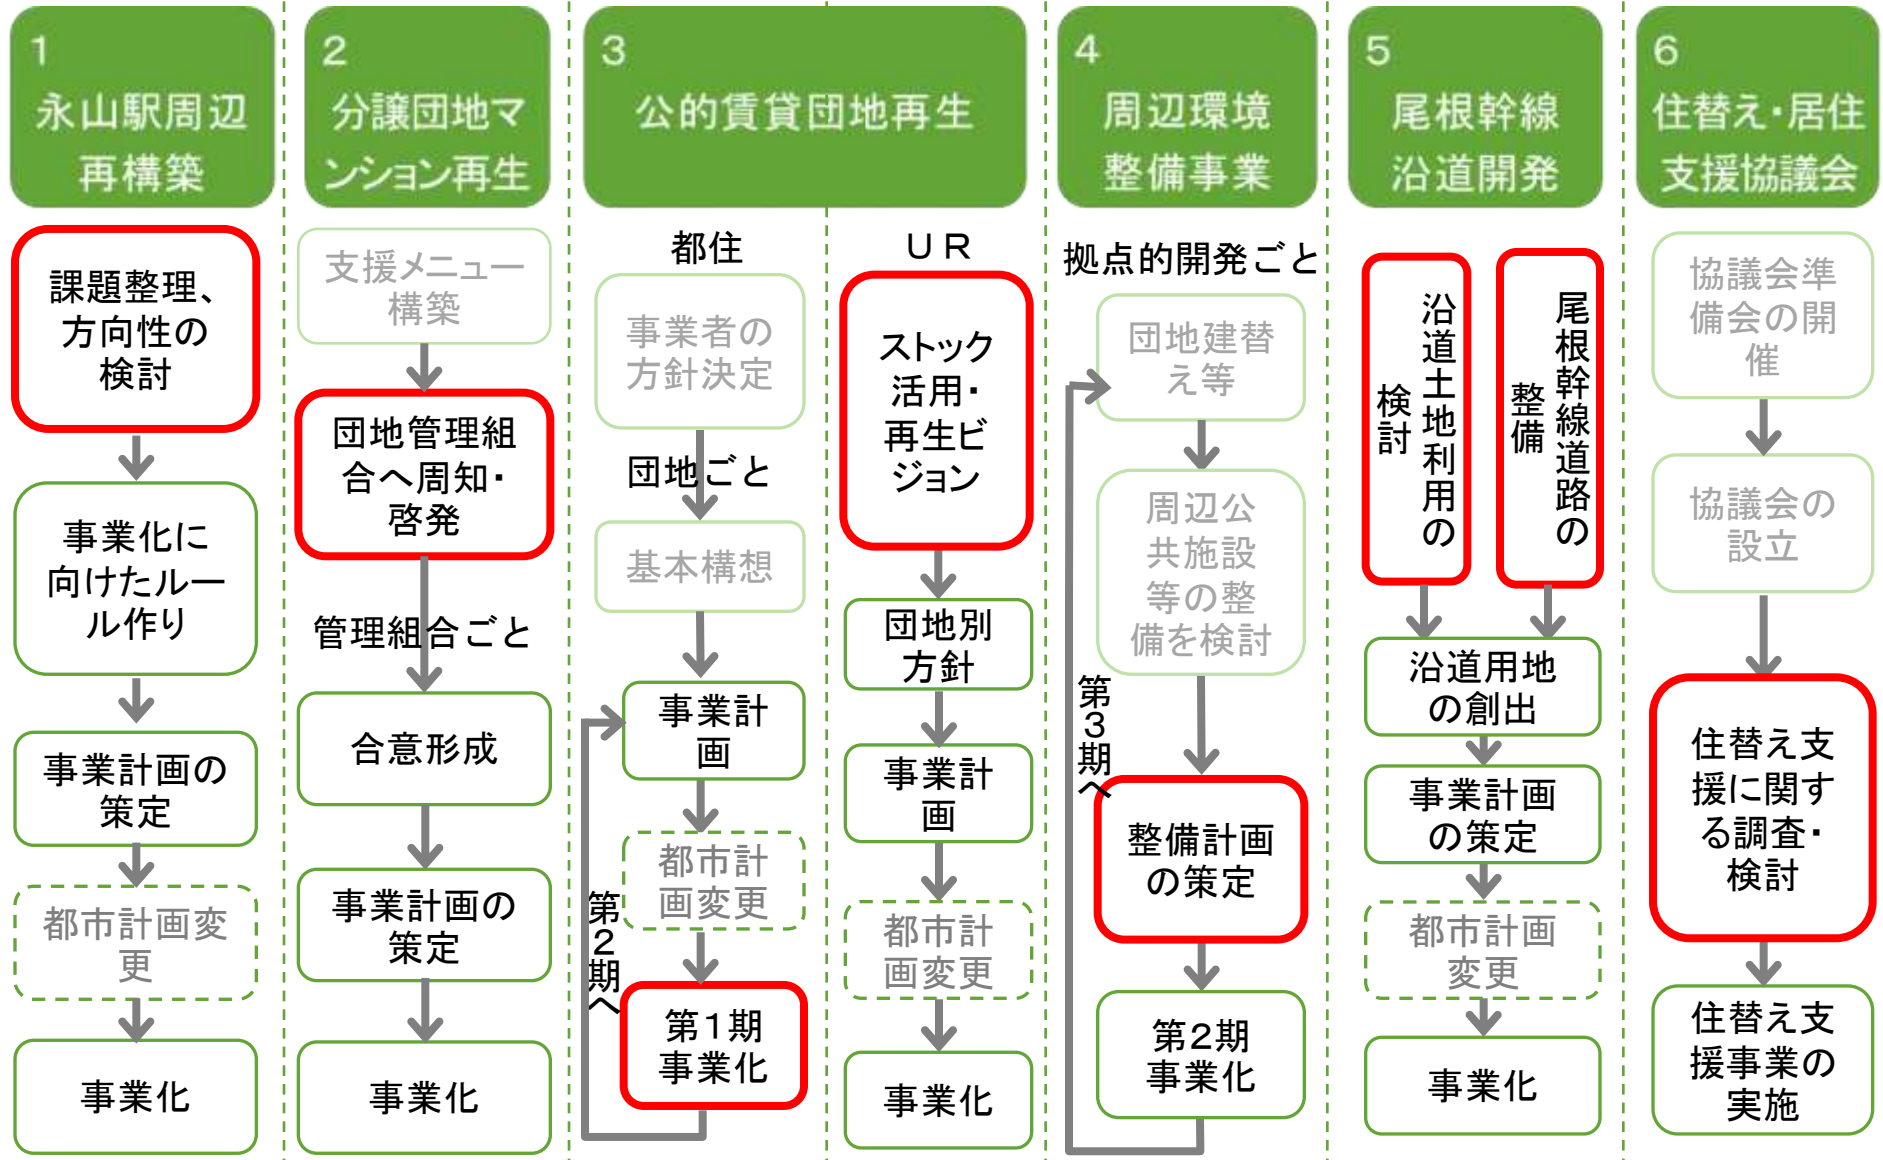 1
永山駅周辺
再構築
課題整理、
方向性の
検討
事業化に
向けたルー
ル作り
事業計画の
策定
都市計画変
更
事業化
2
分譲団地マ
ンション再生
支援メニュー
構築
団地管理組
合へ周知・
啓発
管理組合ごと
合意形成
事業計画の
策定
事業化
3
公的賃貸団地再生
都住
事業者の
方針決定
団地ごと
基本構想
事業計
画
都市計
画変更
第1期
事業化
第2期へ
UR
ストック
活用・
再生ビ
ジョン
団地別
方針
事業計
画
都市計
画変更
事業化
4
周辺環境
整備事業
拠点的開発ごと
団地建替
え等
周辺公
共施設
等の整
備を検討
整備計画
の策定
第2期
事業化
第3期へ
5
尾根幹線
沿道開発
沿道土地利用の
検討
尾根幹線道路の
整備
沿道用地
の創出
事業計画
の策定
都市計画
変更
事業化
6
住替え・居住
支援協議会
協議会準
備会の開
催
協議会の
設立
住替え支
援に関す
る調査・
検討
住替え支
援事業の
実施